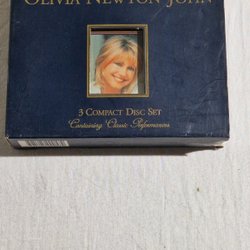 OLIVIA NEWTON JOHN
3 COMPACT DISC SET
Containing Classic Performances